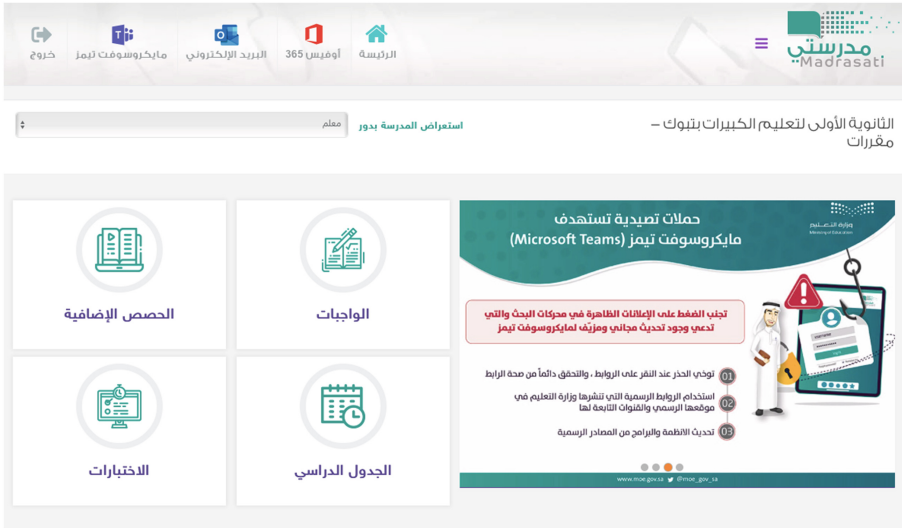 مدرستي
Madrasati
الرئيسة
أوفيس 365
البريد الإلكتروني
مايكروسوفت تيمز
خروج
الثانوية الأولى لتعليم الكبيرات بتبوك –
مقررات
استعراض المدرسة بدور
معلم
وزارة التعليم
Ministry of Education
حملات تصيدية تستهدف
مايكروسوفت تيمز (Microsoft Teams)
تجنب الضغط على الإعلانات الظاهرة في محركات البحث والتي
تدعي وجود تحديث مجاني ومزيّف لمايكروسوفت تيمز
01 توخي الحذر عند النقر على الروابط ، والتحقق دائماً من صحة الرابط
02 استخدام الروابط الرسمية التي تنشرها وزارة التعليم في
موقعها الرسمي والقنوات التابعة لها
03 تحديث الانظمة والبرامج من المصادر الرسمية
www.moe.gov.sa @moe_gov_sa
الواجبات
الحصص الإضافية
الجدول الدراسي
الاختبارات